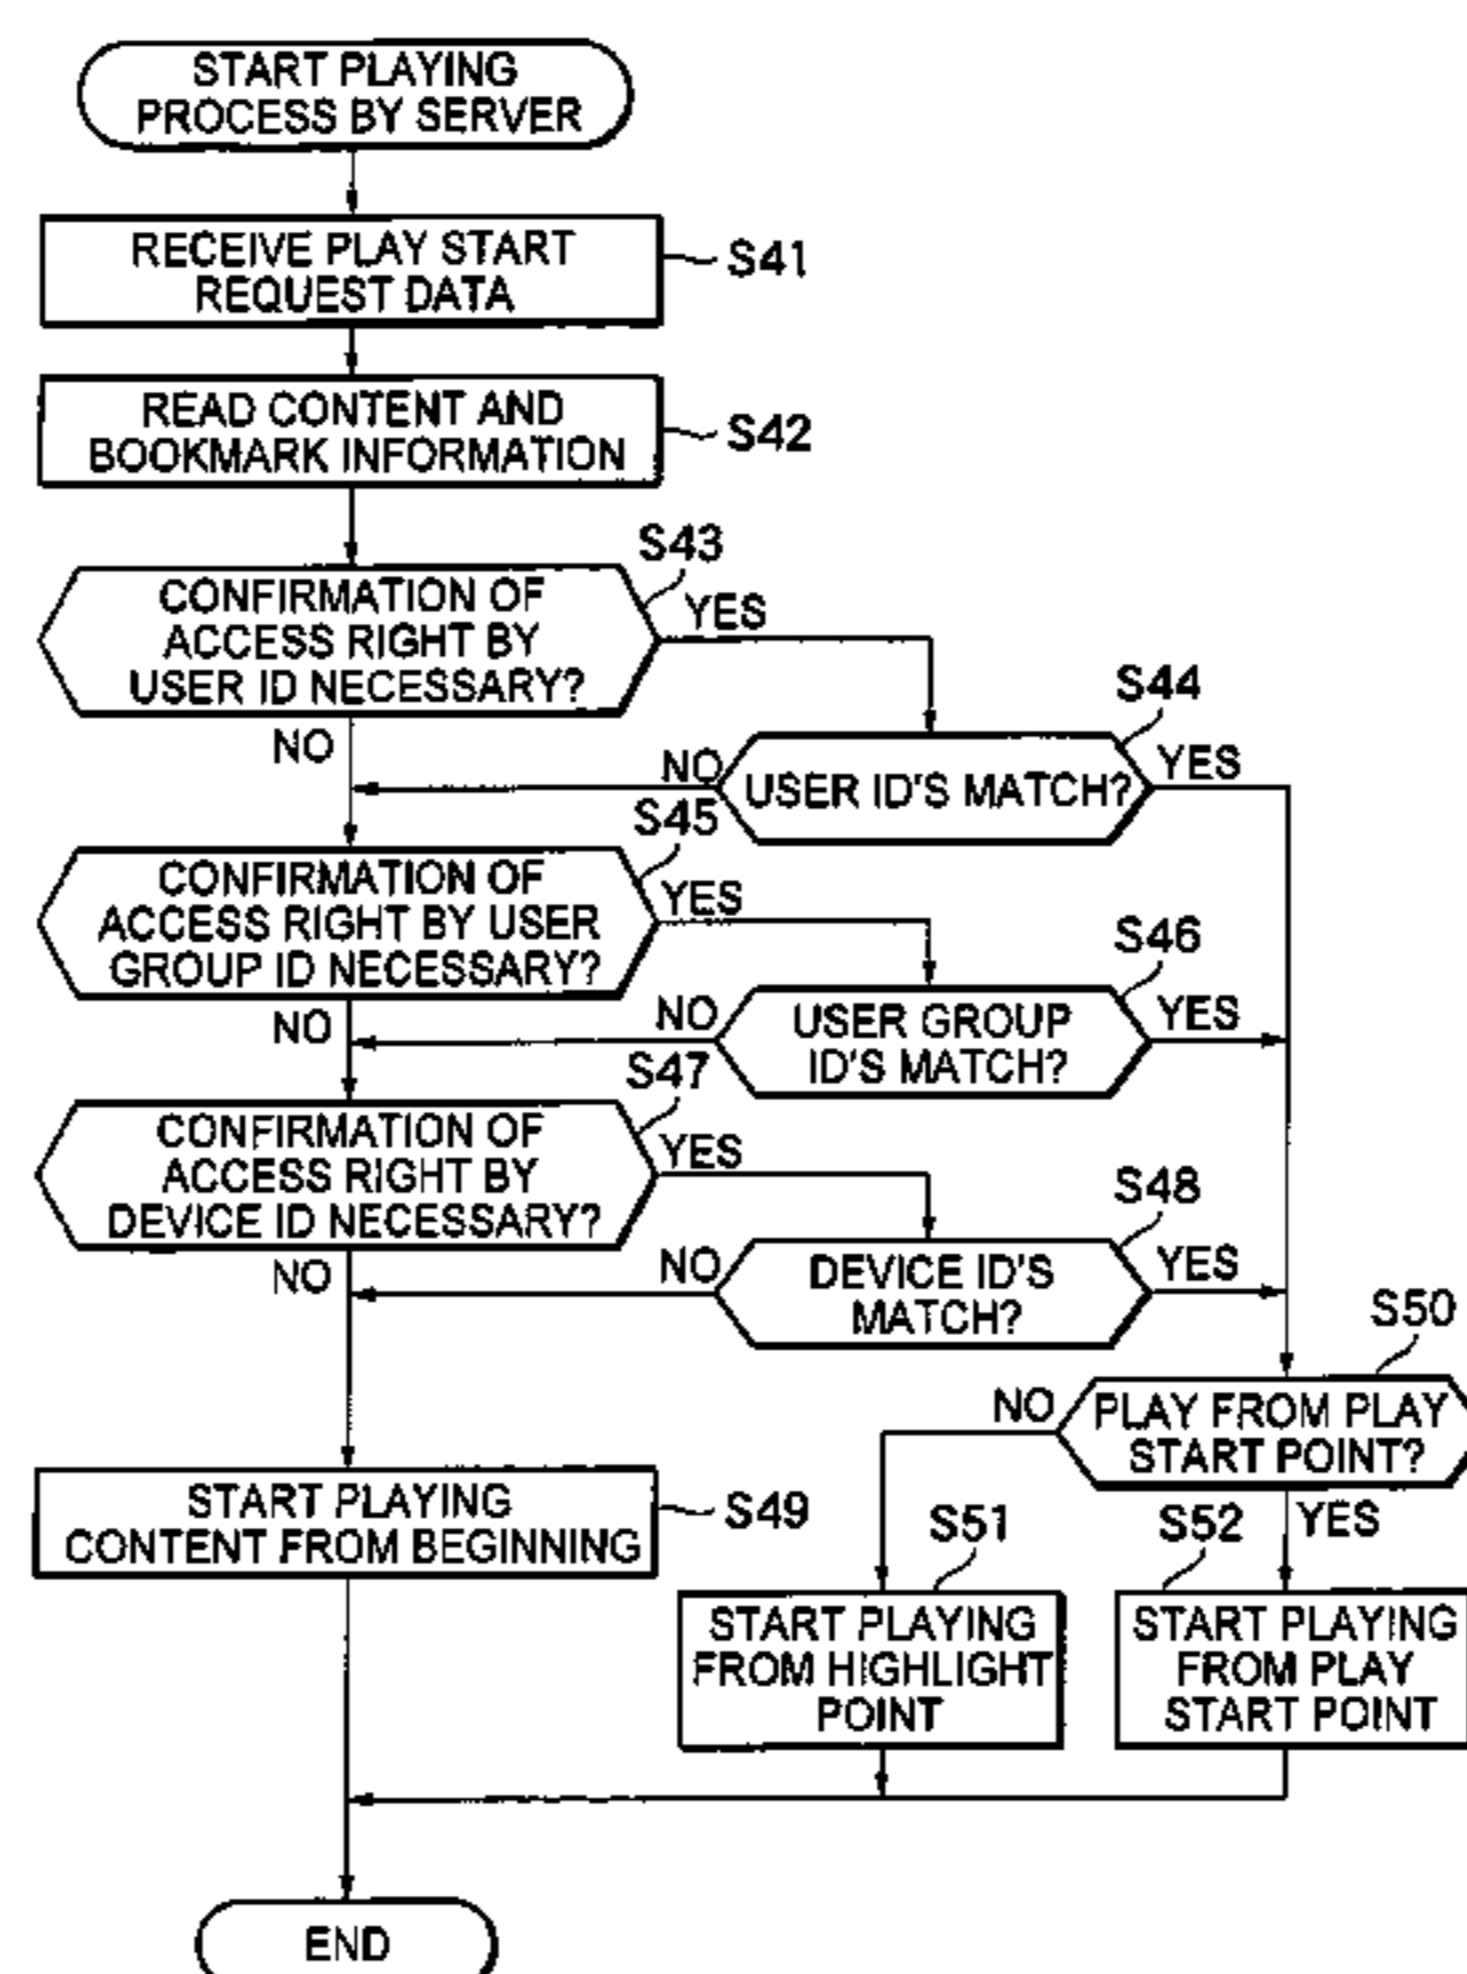 START PLAYING
PROCESS BY SERVER
RECEIVE PLAY START
REQUEST DATA
S41
READ CONTENT AND
BOOKMARK INFORMATION
S42
S43
CONFIRMATION OF
ACCESS RIGHT BY
USER ID NECESSARY?
YES
NO
S44
USER ID'S MATCH?
NO
YES
S45
CONFIRMATION OF
ACCESS RIGHT BY USER
GROUP ID NECESSARY?
YES
NO
S46
USER GROUP
ID'S MATCH?
NO
YES
S47
CONFIRMATION OF
ACCESS RIGHT BY
DEVICE ID NECESSARY?
YES
NO
S48
DEVICE ID'S
MATCH?
NO
YES
S50
PLAY FROM PLAY
START POINT?
NO
YES
START PLAYING
CONTENT FROM BEGINNING
S49
S51
START PLAYING
FROM HIGHLIGHT
POINT
S52
START PLAYING
FROM PLAY
START POINT
END